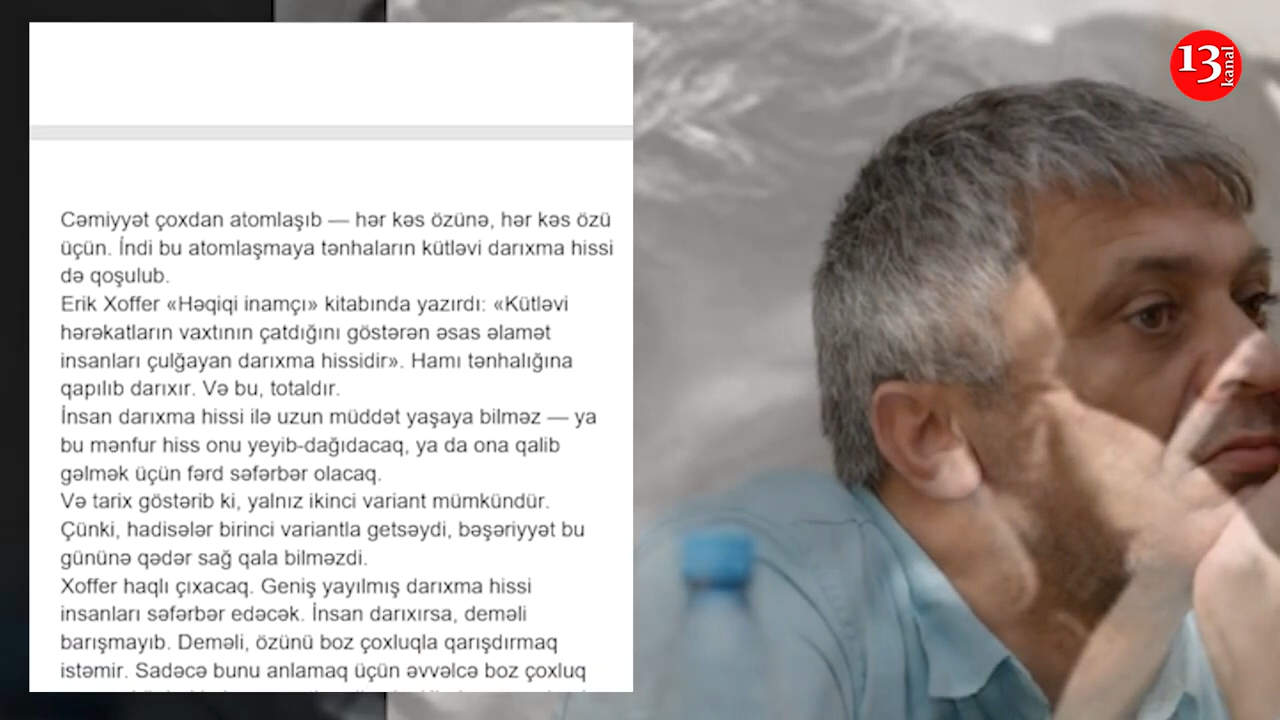 Cəmiyyət çoxdan atomlaşıb — hər kəs özünə, hər kəs özü
üçün. İndi bu atomlaşmaya tənhaların kütləvi darıxma hissi
də qoşulub.
Erik Xoffer «Həqiqi inamçı» kitabında yazırdı: «Kütləvi
hərəkatların vaxtının çatdığını göstərən əsas əlamət
insanları çulğayan darıxma hissidir». Hamı tənhalığına
qapılıb darıxır. Və bu, totaldır.
İnsan darıxma hissi ilə uzun müddət yaşaya bilməz — ya
bu mənfur hiss onu yeyib-dağıdacaq, ya da ona qalib
gəlmək üçün fərd səfərbər olacaq.
Və tarix göstərib ki, yalnız ikinci variant mümkündür.
Çünki, hadisələr birinci variantla getsəydi, bəşəriyyət bu
gününə qədər sağ qala bilməzdi.
Xoffer haqlı çıxacaq. Geniş yayılmış darıxma hissi
insanları səfərbər edəcək. İnsan darıxırsa, deməli
barışmayıb. Deməli, özünü boz çoxluqla qarışdırmaq
istəmir. Sadəcə bunu anlamaq üçün əvvəlcə boz çoxluq
13 kanal